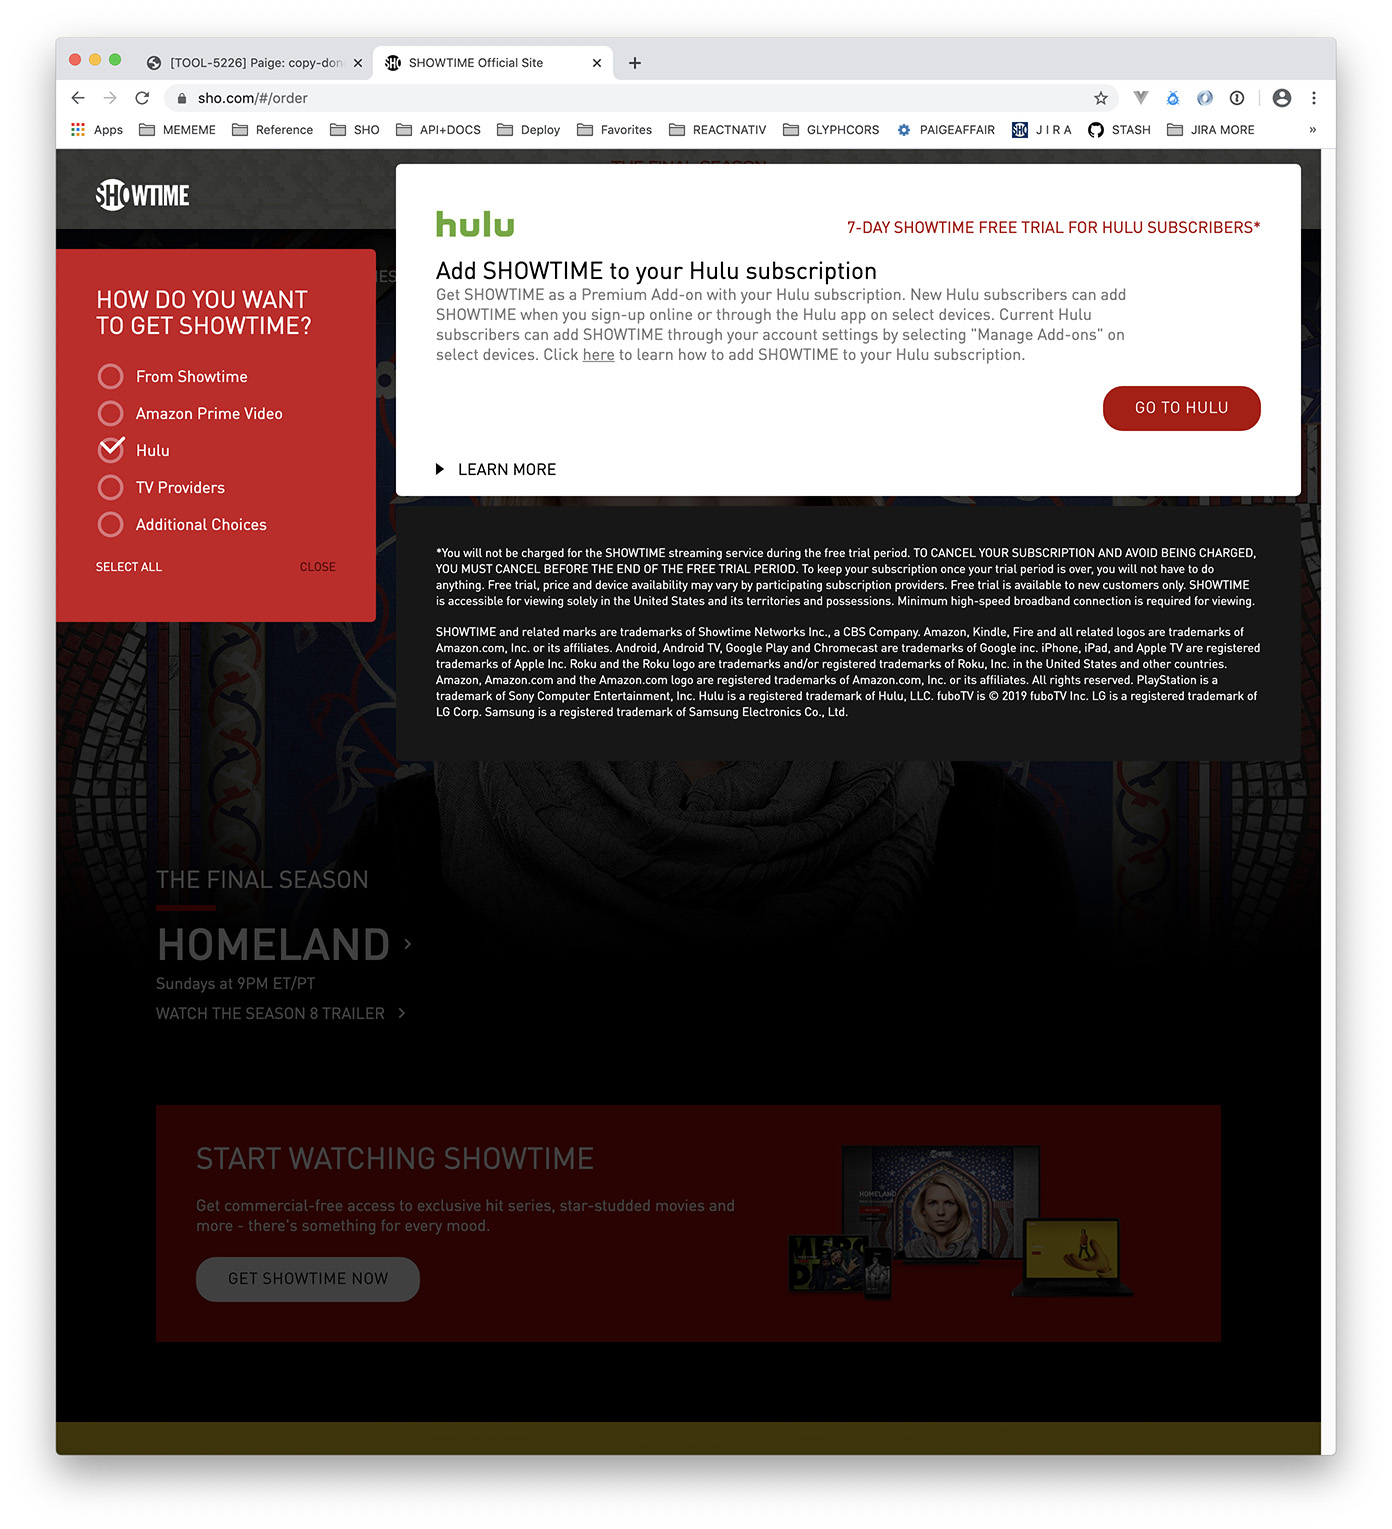 [TOOL-5226] Paige: copy-don
SHOWTIME Official Site
sho.com/#/order
Apps MEMEME Reference SHO API+DOCS Deploy Favorites REACTNATIV GLYPHCORS PAIGEAFFAIR J I R A STASH JIRA MORE »
THE FINAL SEASON
SHOWTIME
HOW DO YOU WANT
TO GET SHOWTIME?
From Showtime
Amazon Prime Video
Hulu
TV Providers
Additional Choices
SELECT ALL
CLOSE
hulu
7-DAY SHOWTIME FREE TRIAL FOR HULU SUBSCRIBERS*
Add SHOWTIME to your Hulu subscription
Get SHOWTIME as a Premium Add-on with your Hulu subscription. New Hulu subscribers can add
SHOWTIME when you sign-up online or through the Hulu app on select devices. Current Hulu
subscribers can add SHOWTIME through your account settings by selecting "Manage Add-ons" on
select devices. Click here to learn how to add SHOWTIME to your Hulu subscription.
GO TO HULU
LEARN MORE
*You will not be charged for the SHOWTIME streaming service during the free trial period. TO CANCEL YOUR SUBSCRIPTION AND AVOID BEING CHARGED,
YOU MUST CANCEL BEFORE THE END OF THE FREE TRIAL PERIOD. To keep your subscription once your trial period is over, you will not have to do
anything. Free trial, price and device availability may vary by participating subscription providers. Free trial is available to new customers only. SHOWTIME
is accessible for viewing solely in the United States and its territories and possessions. Minimum high-speed broadband connection is required for viewing.
SHOWTIME and related marks are trademarks of Showtime Networks Inc., a CBS Company. Amazon, Kindle, Fire and all related logos are trademarks of
Amazon.com, Inc. or its affiliates. Android, Android TV, Google Play and Chromecast are trademarks of Google inc. iPhone, iPad, and Apple TV are registered
trademarks of Apple Inc. Roku and the Roku logo are trademarks and/or registered trademarks of Roku, Inc. in the United States and other countries.
Amazon, Amazon.com and the Amazon.com logo are registered trademarks of Amazon.com, Inc. or its affiliates. All rights reserved. PlayStation is a
trademark of Sony Computer Entertainment, Inc. Hulu is a registered trademark of Hulu, LLC. fuboTV is © 2019 fuboTV Inc. LG is a registered trademark of
LG Corp. Samsung is a registered trademark of Samsung Electronics Co., Ltd.
THE FINAL SEASON
HOMELAND
Sundays at 9PM ET/PT
WATCH THE SEASON 8 TRAILER
START WATCHING SHOWTIME
Get commercial-free access to exclusive hit series, star-studded movies and
more - there's something for every mood.
GET SHOWTIME NOW
HOMELAND